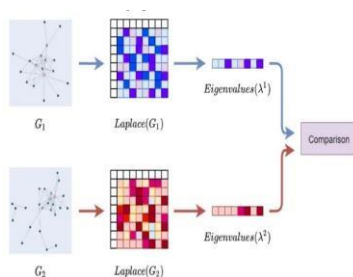 G₁
Laplace(G₁)
Eigenvalues(λ¹)
Comparison
G₂
Laplace(G₂)
Eigenvalues(λ²)